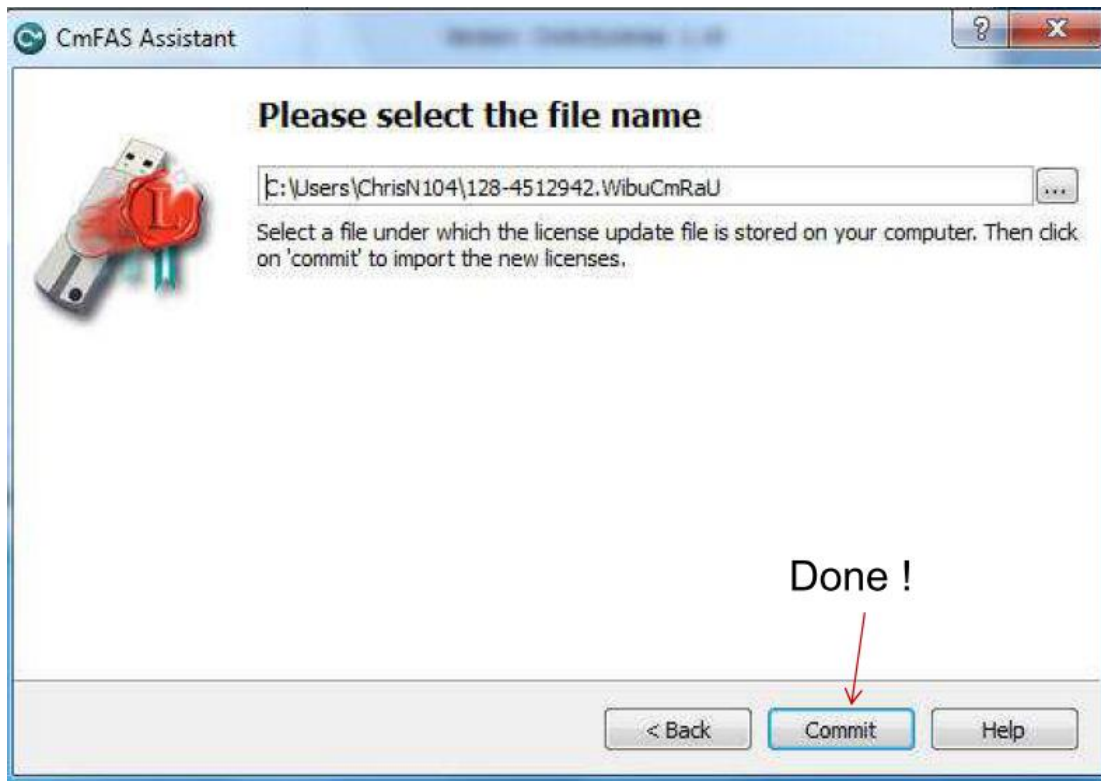 CmFAS Assistant
Please select the file name
C:\Users\ChrisN104\128-4512942.WibuCmRaU
...
Select a file under which the license update file is stored on your computer. Then click
on 'commit' to import the new licenses.
Done !
< Back
Commit
Help